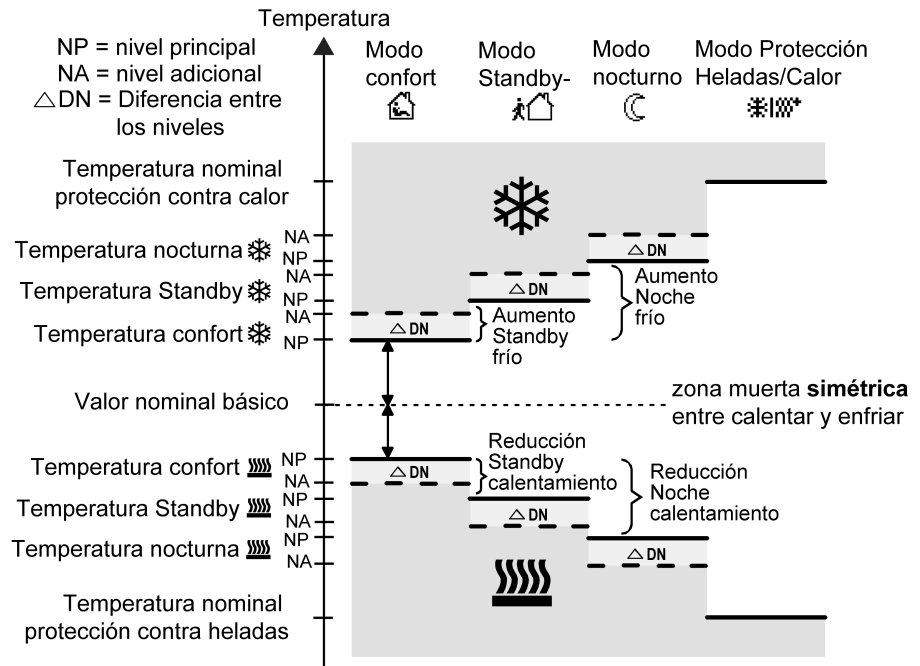 Temperatura
NP = nivel principal
NA = nivel adicional
△DN = Diferencia entre
los niveles
Modo
confort
Modo
Standby-
Modo
nocturno
Modo Protección
Heladas/Calor
Temperatura nominal
protección contra calor
Temperatura nocturna
NA
NP
△ DN
Temperatura Standby
NA
NP
△ DN
Temperatura confort
NA
NP
△ DN
Aumento
Standby
frío
Aumento
Noche
frío
Valor nominal básico
zona muerta simétrica
entre calentar y enfriar
Temperatura confort
NP
NA
△ DN
Reducción
Standby
calentamiento
Reducción
Noche
calentamiento
Temperatura Standby
NP
NA
△ DN
Temperatura nocturna
NP
NA
△ DN
Temperatura nominal
protección contra heladas